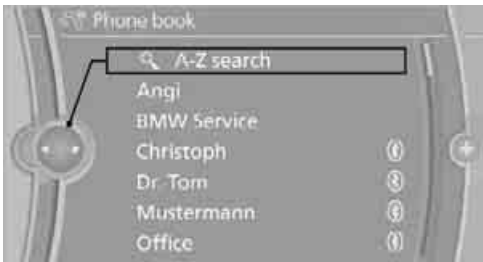 Phone book
A-Z search
Angi
BMW Service
Christoph
Dr. Tom
Mustermann
Office